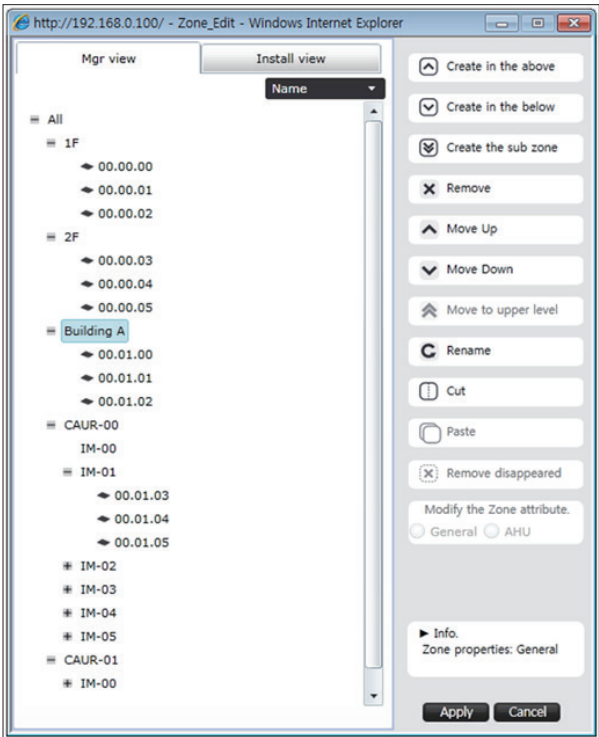 http://192.168.0.100/ - Zone_Edit - Windows Internet Explorer
Mgr view
Install view
Name
All
1F
00.00.00
00.00.01
00.00.02
2F
00.00.03
00.00.04
00.00.05
Building A
00.01.00
00.01.01
00.01.02
CAUR-00
IM-00
IM-01
00.01.03
00.01.04
00.01.05
IM-02
IM-03
IM-04
IM-05
CAUR-01
IM-00
Create in the above
Create in the below
Create the sub zone
Remove
Move Up
Move Down
Move to upper level
Rename
Cut
Paste
Remove disappeared
Modify the Zone attribute.
General AHU
Info.
Zone properties: General
Apply Cancel